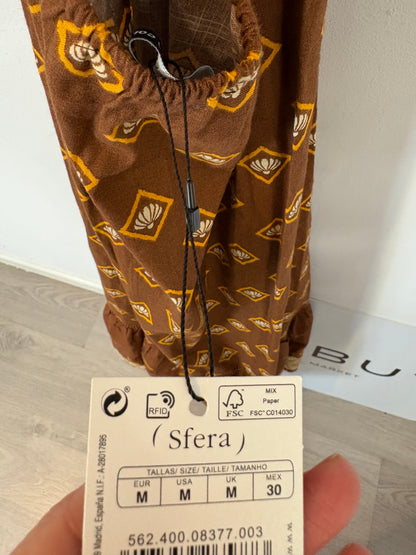 BU
MARKET
RFID
FSC
MIX
Paper
FSC® C014030
( Sfera )
TALLAS/ SIZE/ TAILLE/ TAMANHO
EUR USA UK MEX
M M M 30
562.400.08377.003
Madrid, España N.I.F.: A-28017895